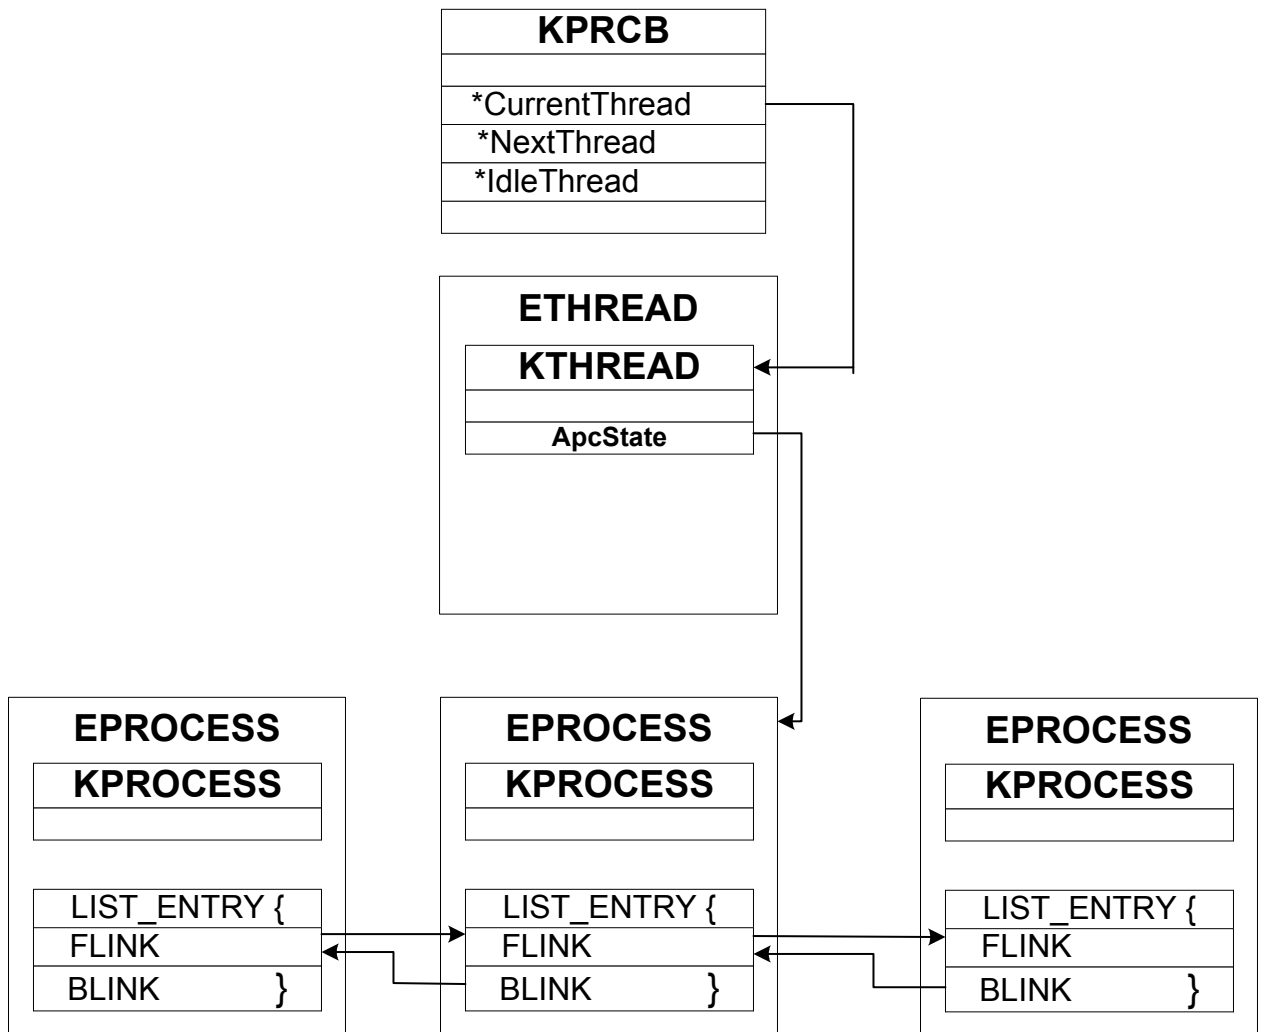 KPRCB
*CurrentThread
*NextThread
*IdleThread
ETHREAD
KTHREAD
ApcState
EPROCESS
KPROCESS
LIST_ENTRY {
FLINK
BLINK }
EPROCESS
KPROCESS
LIST_ENTRY {
FLINK
BLINK }
EPROCESS
KPROCESS
LIST_ENTRY {
FLINK
BLINK }